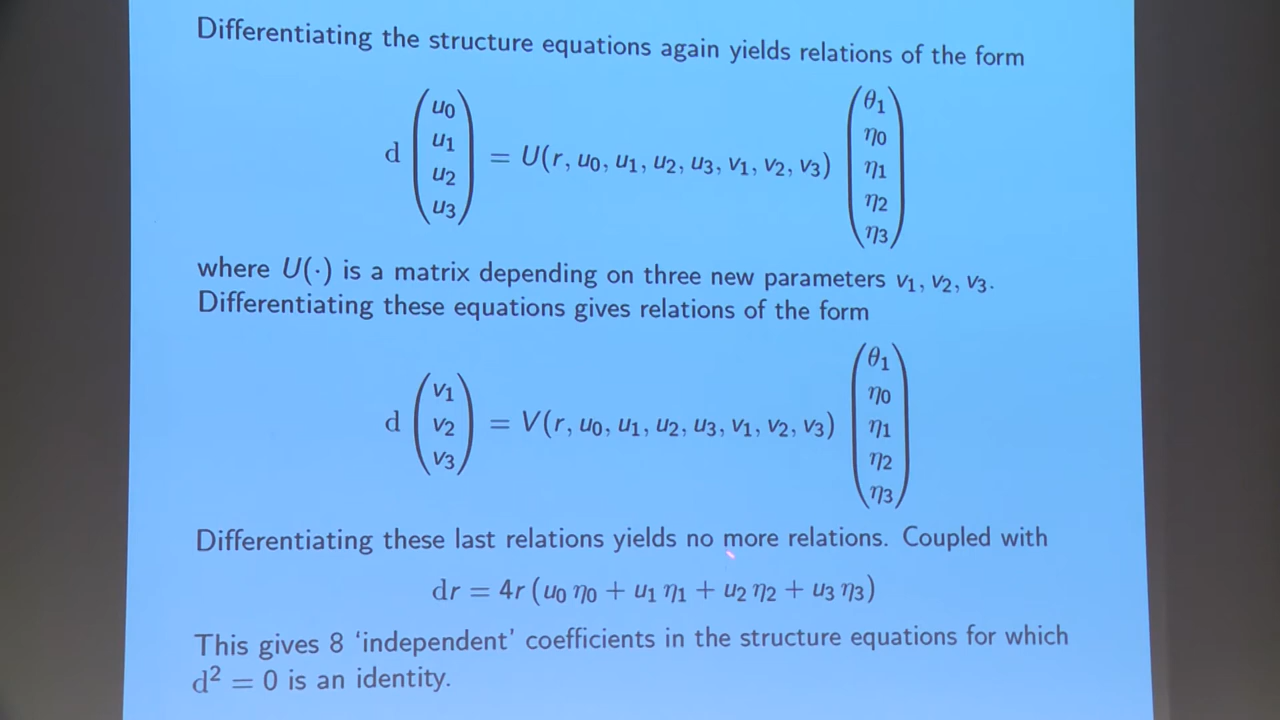 Differentiating the structure equations again yields relations of the form
d (u₀ u₁ u₂ u₃) = U(r, u₀, u₁, u₂, u₃, v₁, v₂, v₃) (θ₁ η₀ η₁ η₂ η₃)
where U(·) is a matrix depending on three new parameters v₁, v₂, v₃.
Differentiating these equations gives relations of the form
d (v₁ v₂ v₃) = V(r, u₀, u₁, u₂, u₃, v₁, v₂, v₃) (θ₁ η₀ η₁ η₂ η₃)
Differentiating these last relations yields no more relations. Coupled with
dr = 4r (u₀ η₀ + u₁ η₁ + u₂ η₂ + u₃ η₃)
This gives 8 ‘independent’ coefficients in the structure equations for which
d² = 0 is an identity.